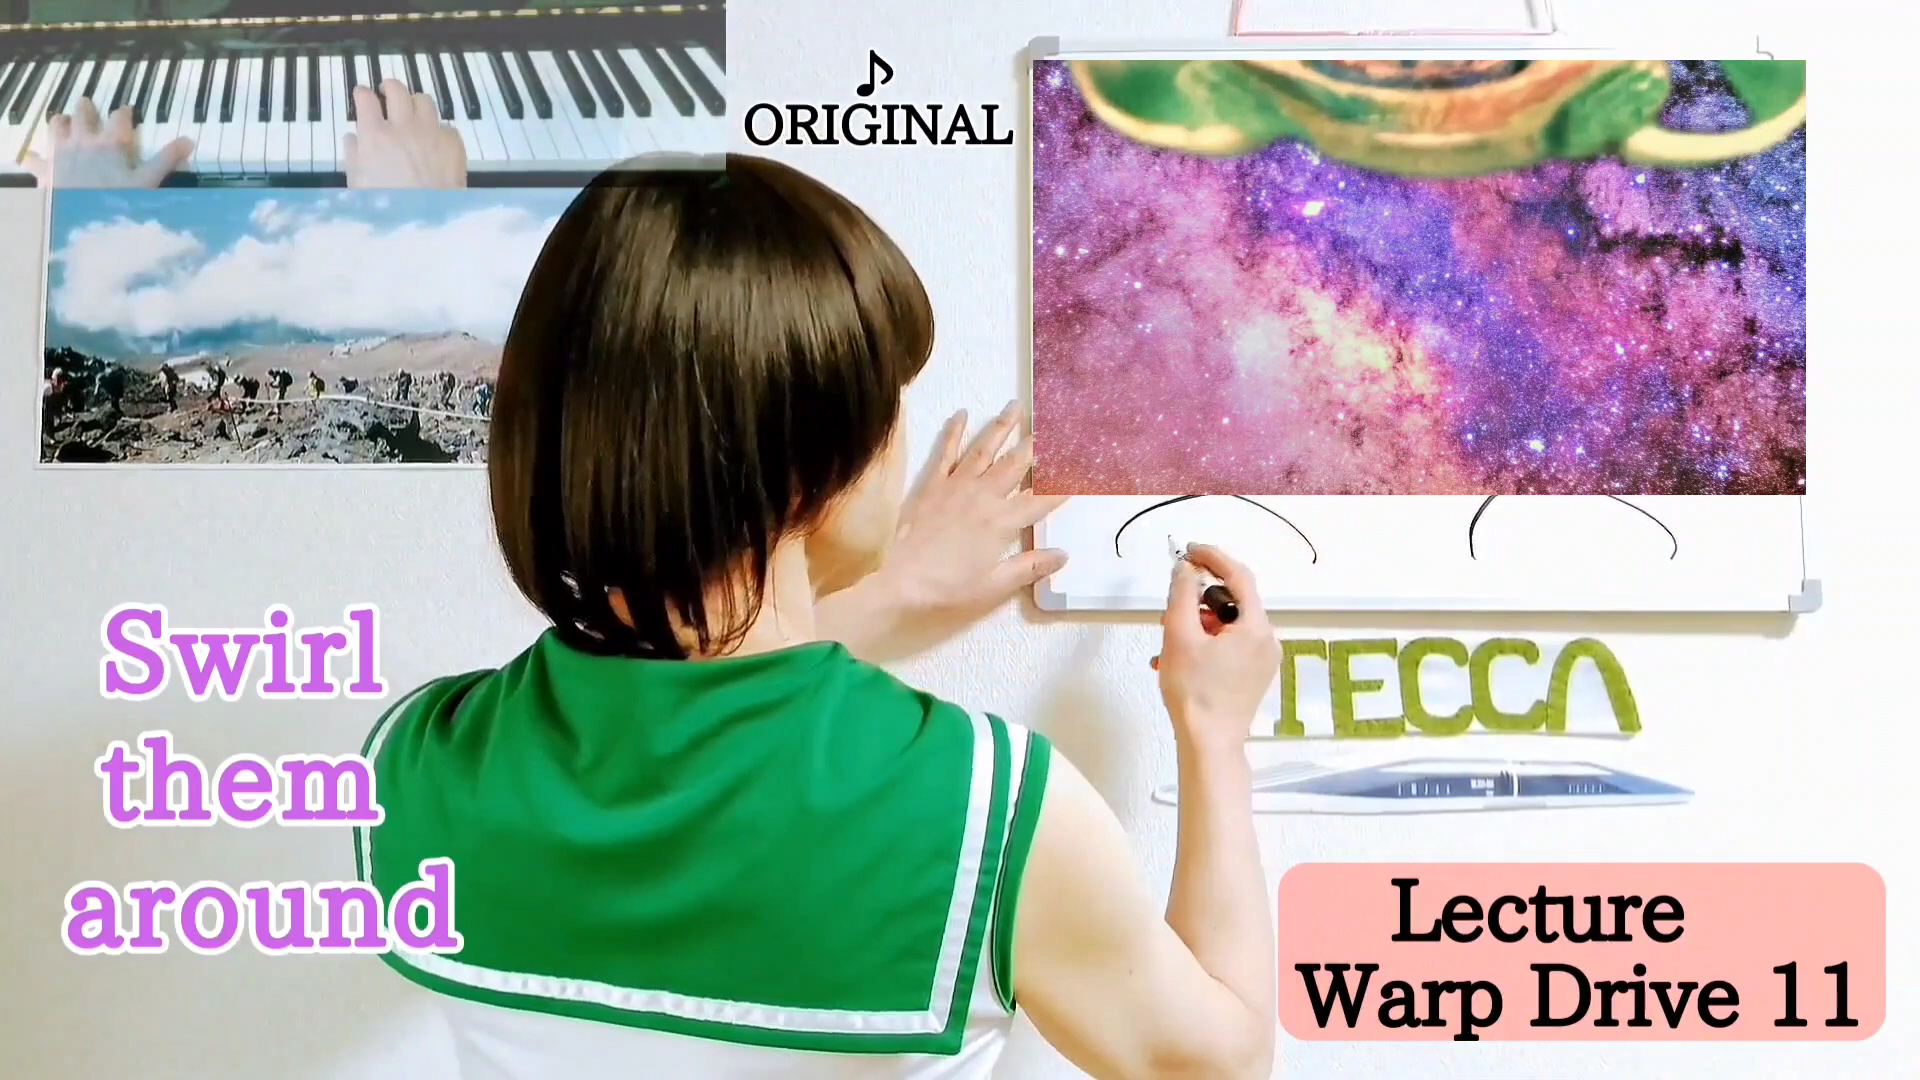 ♪
ORIGINAL
TECCA
Swirl
them
around
Lecture
Warp Drive 11